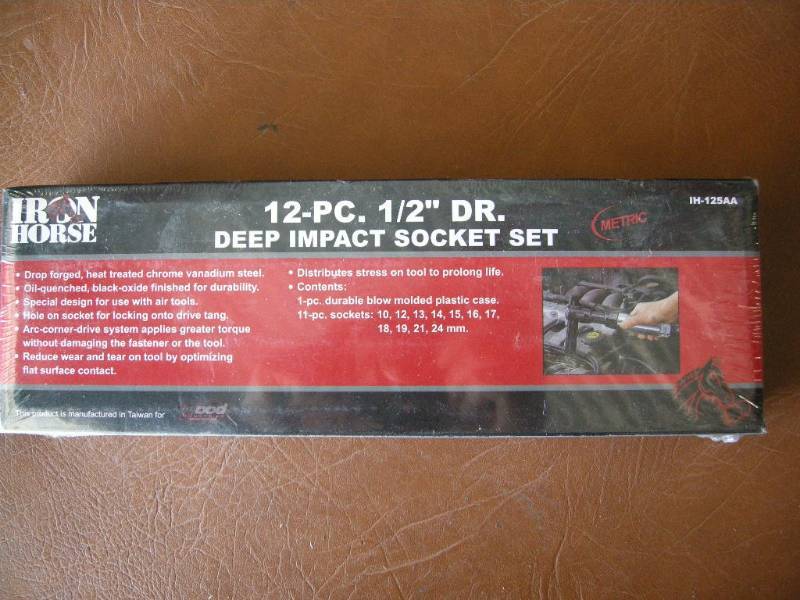 IRON
HORSE
12-PC. 1/2" DR.
DEEP IMPACT SOCKET SET
METRIC
IH-125AA
• Drop forged, heat treated chrome vanadium steel.
• Oil-quenched, black-oxide finished for durability.
• Special design for use with air tools.
• Hole on socket for locking onto drive tang.
• Arc-corner-drive system applies greater torque
without damaging the fastener or the tool.
• Reduce wear and tear on tool by optimizing
flat surface contact.
• Distributes stress on tool to prolong life.
• Contents:
1-pc. durable blow molded plastic case.
11-pc. sockets: 10, 12, 13, 14, 15, 16, 17,
18, 19, 21, 24 mm.
This product is manufactured in Taiwan for